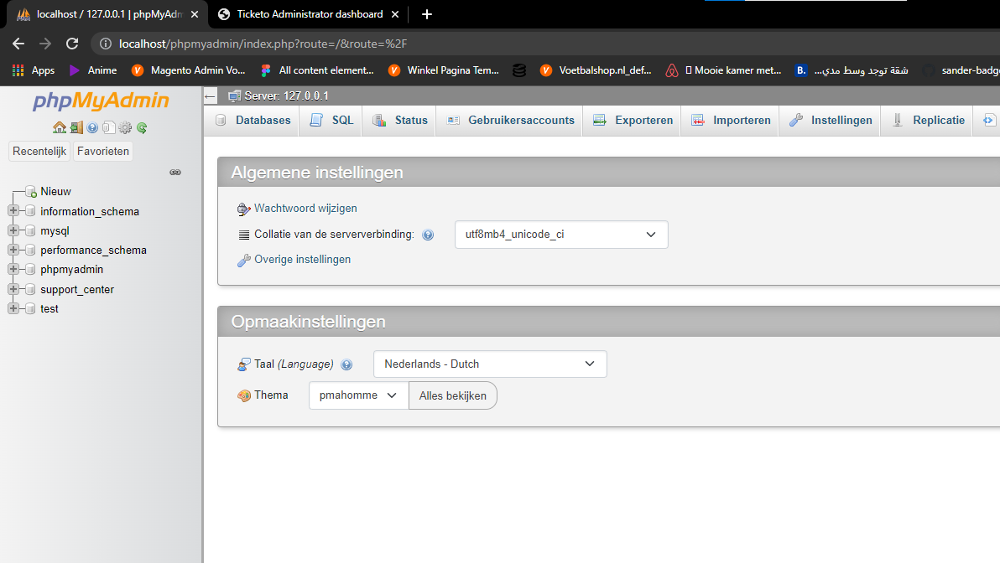 localhost / 127.0.0.1 | phpMyAdm
Ticketo Administrator dashboard
localhost/phpmyadmin/index.php?route=/&route=%2F
Apps Anime Magento Admin Vo... All content element... Winkel Pagina Tem... Voetbalshop.nl_def... Mooie kamer met... B. شقة توجد وسط مدي... sander-badge
phpMyAdmin
Recentelijk Favorieten
Nieuw
information_schema
mysql
performance_schema
phpmyadmin
support_center
test
Server: 127.0.0.1
Databases SQL Status Gebruikersaccounts Exporteren Importeren Instellingen Replicatie
Algemene instellingen
Wachtwoord wijzigen
Collatie van de serververbinding: utf8mb4_unicode_ci
Overige instellingen
Opmaakinstellingen
Taal (Language) Nederlands - Dutch
Thema pmahomme Alles bekijken